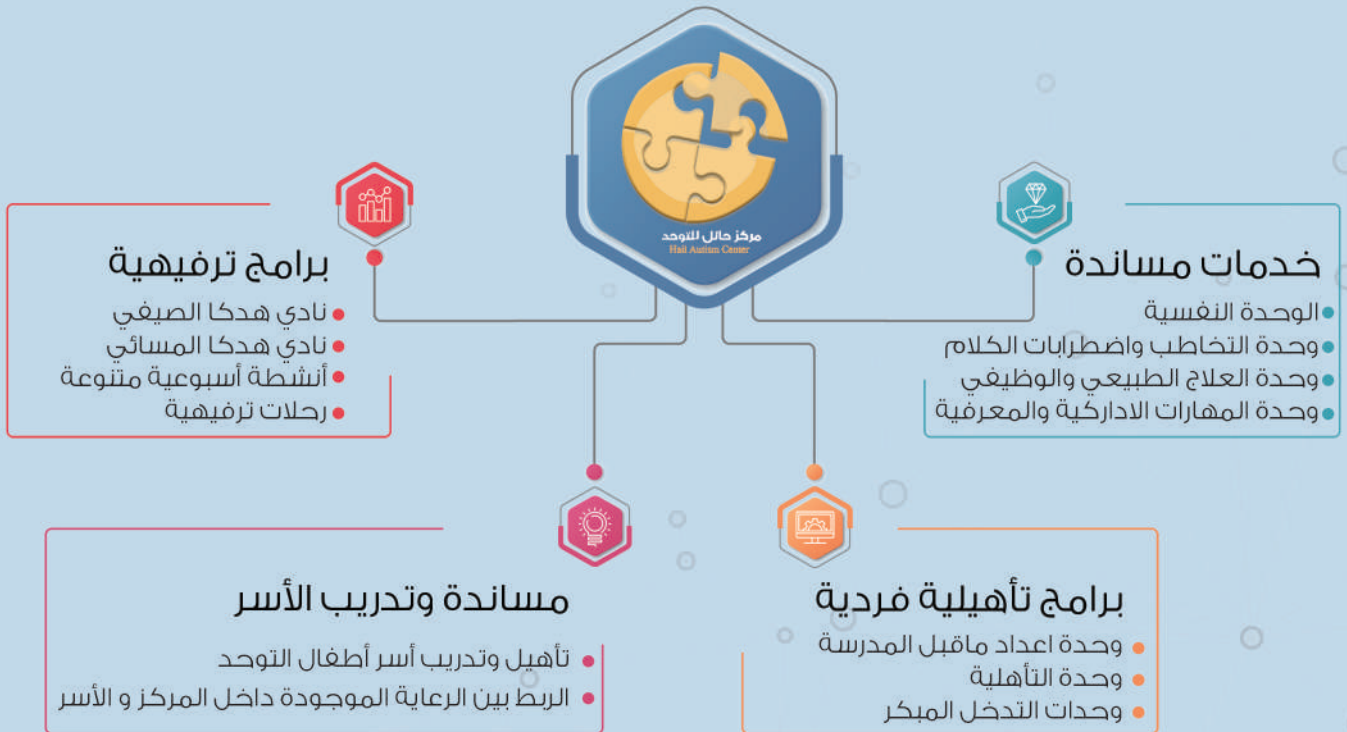 مركز حائل للتوحد
Hail Autism Center
خدمات مساندة
الوحدة النفسية
وحدة التخاطب واضطرابات الكلام
وحدة العلاج الطبيعي والوظيفي
وحدة المهارات الاداركية والمعرفية
برامج ترفيهية
نادي هدكا الصيفي
نادي هدكا المسائي
أنشطة أسبوعية متنوعة
رحلات ترفيهية
برامج تأهيلية فردية
وحدة اعداد ماقبل المدرسة
وحدة التأهلية
وحدات التدخل المبكر
مساندة وتدريب الأسر
تأهيل وتدريب أسر أطفال التوحد
الربط بين الرعاية الموجودة داخل المركز و الأسر